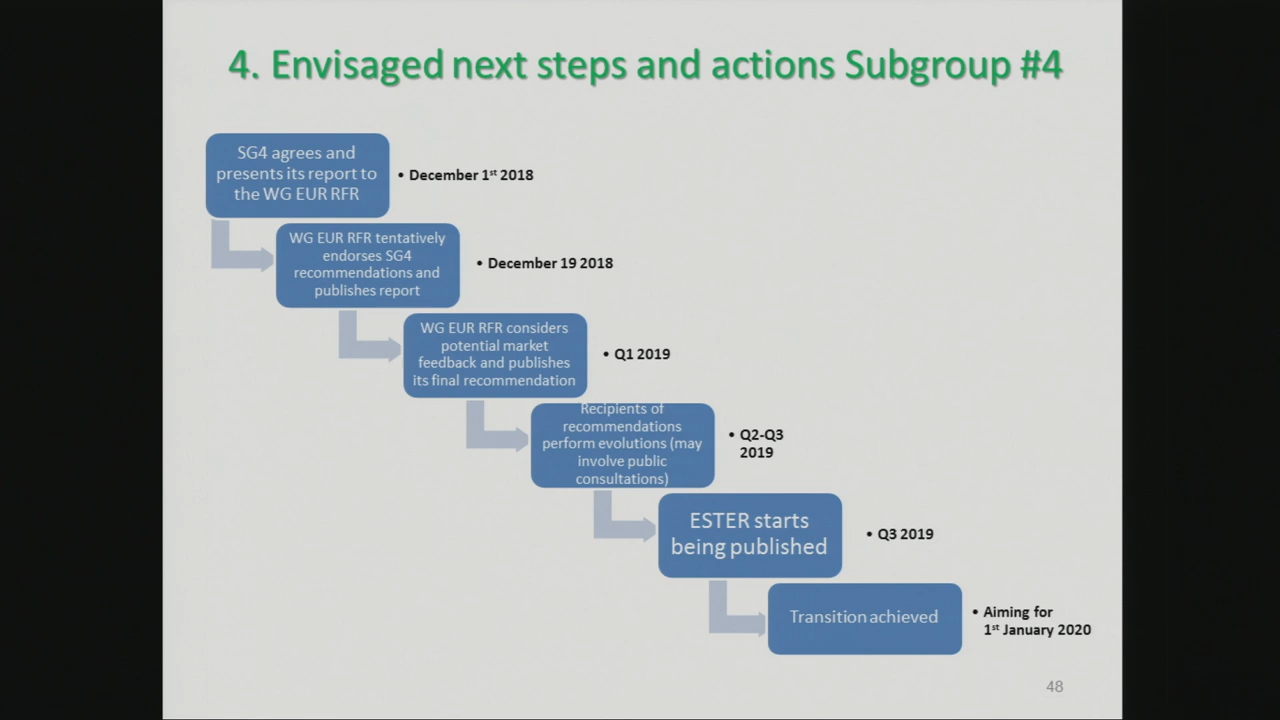 4. Envisaged next steps and actions Subgroup #4
SG4 agrees and
presents its report to
the WG EUR RFR
• December 1st 2018
WG EUR RFR tentatively
endorses SG4
recommendations and
publishes report
• December 19 2018
WG EUR RFR considers
potential market
feedback and publishes
its final recommendation
• Q1 2019
Recipients of
recommendations
perform evolutions (may
involve public
consultations)
• Q2-Q3
2019
ESTER starts
being published
• Q3 2019
Transition achieved
• Aiming for
1st January 2020
48